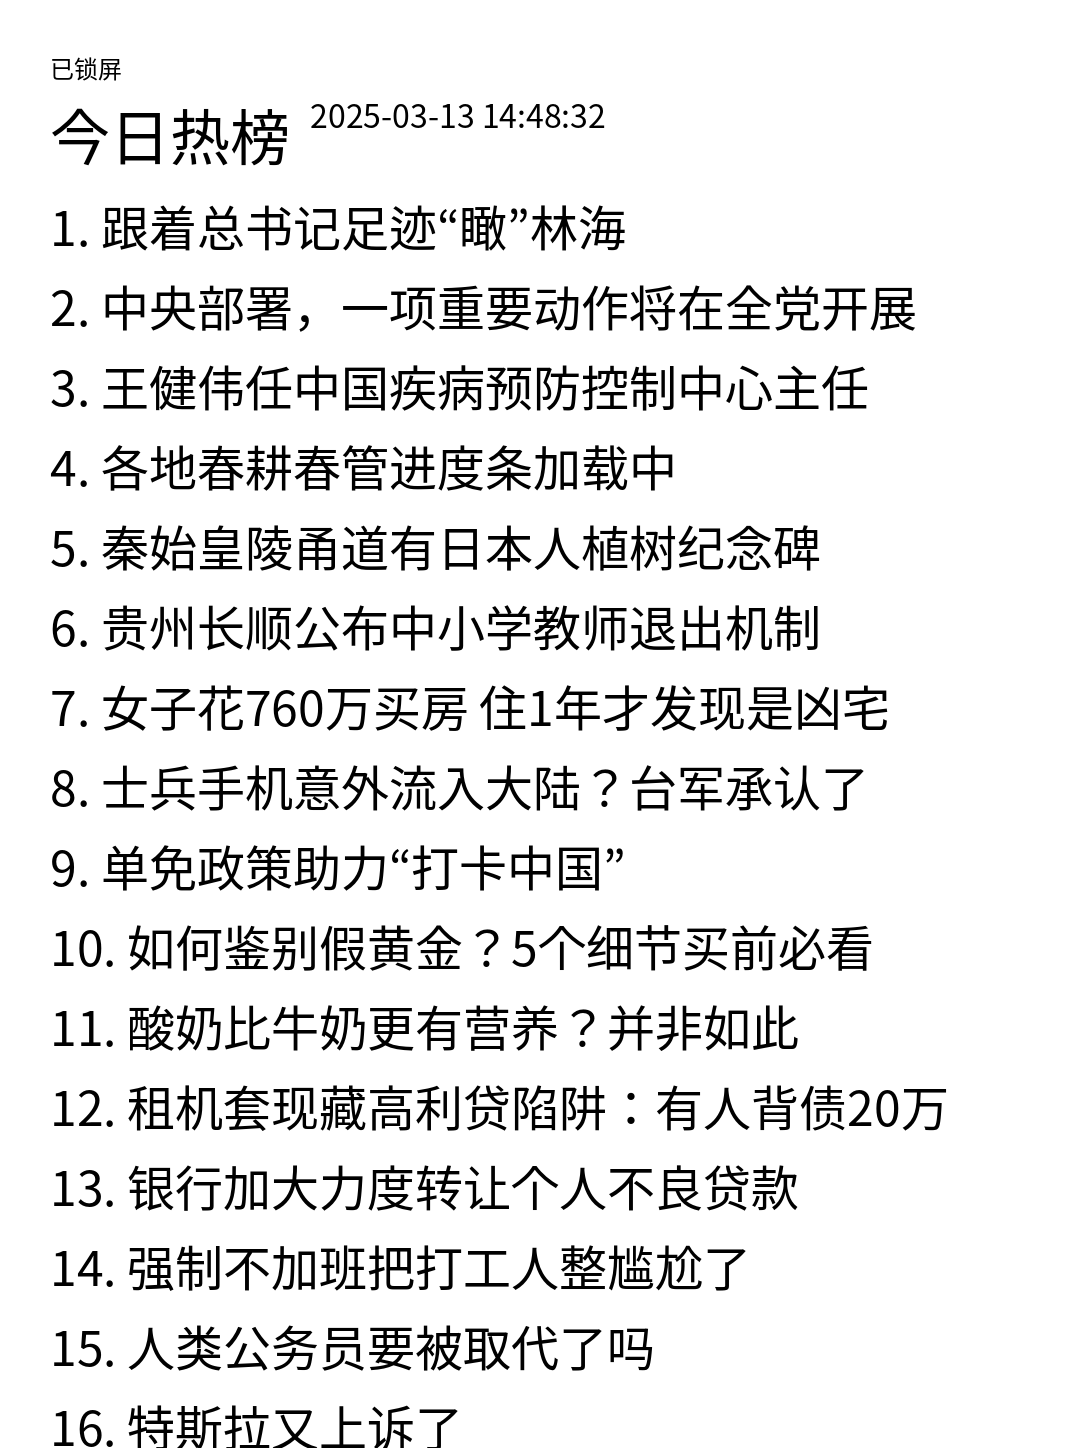 已锁屏
今日热榜 2025-03-13 14:48:32
1. 跟着总书记足迹“瞰”林海
2. 中央部署，一项重要动作将在全党开展
3. 王健伟任中国疾病预防控制中心主任
4. 各地春耕春管进度条加载中
5. 秦始皇陵甬道有日本人植树纪念碑
6. 贵州长顺公布中小学教师退出机制
7. 女子花760万买房 住1年才发现是凶宅
8. 士兵手机意外流入大陆？台军承认了
9. 单免政策助力“打卡中国”
10. 如何鉴别假黄金？5个细节买前必看
11. 酸奶比牛奶更有营养？并非如此
12. 租机套现藏高利贷陷阱：有人背债20万
13. 银行加大力度转让个人不良贷款
14. 强制不加班把打工人整尴尬了
15. 人类公务员要被取代了吗
16. 特斯拉又上诉了